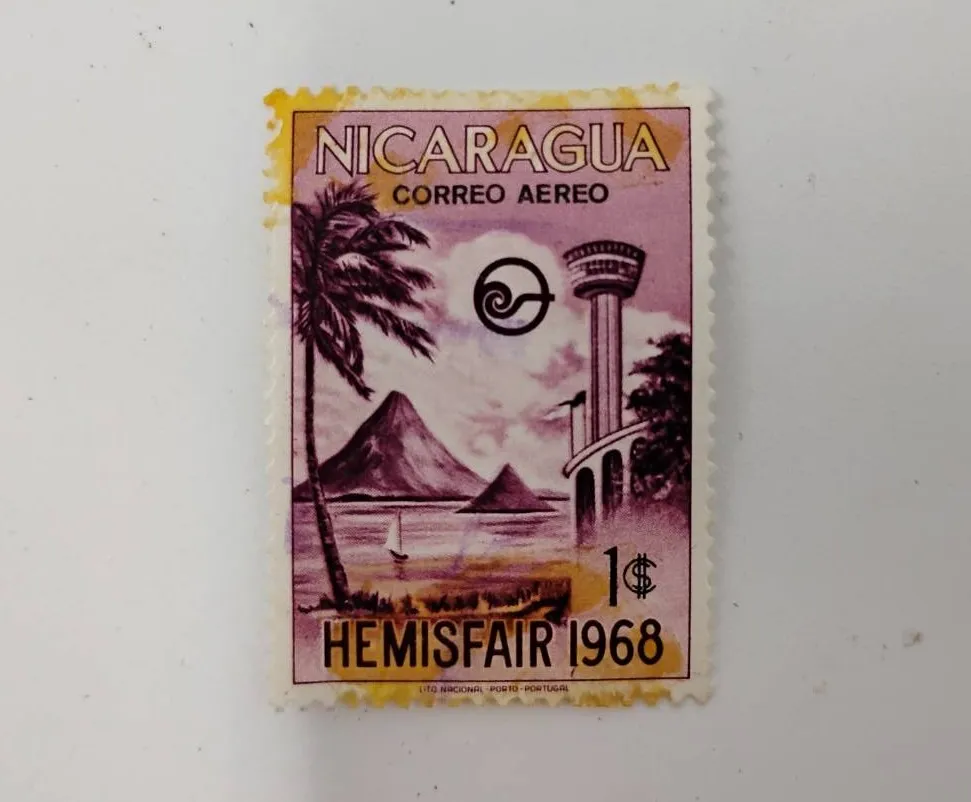 NICARAGUA
CORREO AEREO
1₡
HEMISFAIR 1968
LITO NACIONAL - PORTO - PORTUGAL